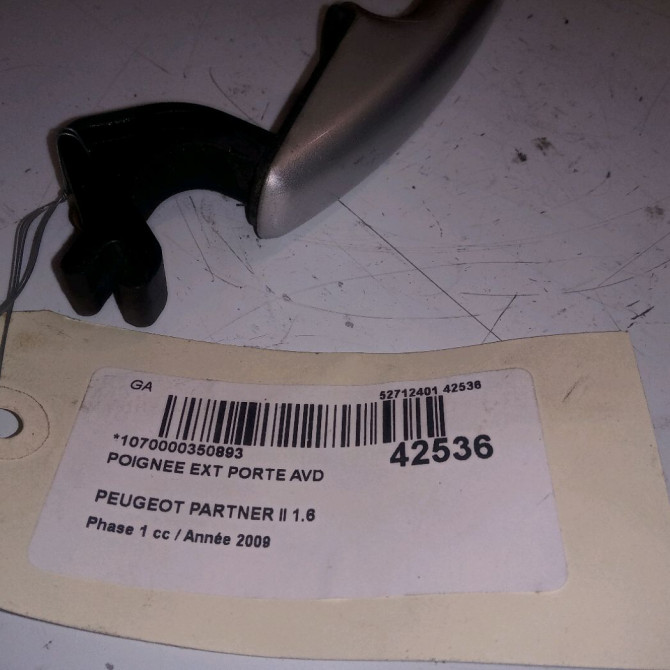 GA
52712401 42536
*1070000350893
42536
POIGNEE EXT PORTE AVD
PEUGEOT PARTNER II 1.6
Phase 1 cc / Année 2009